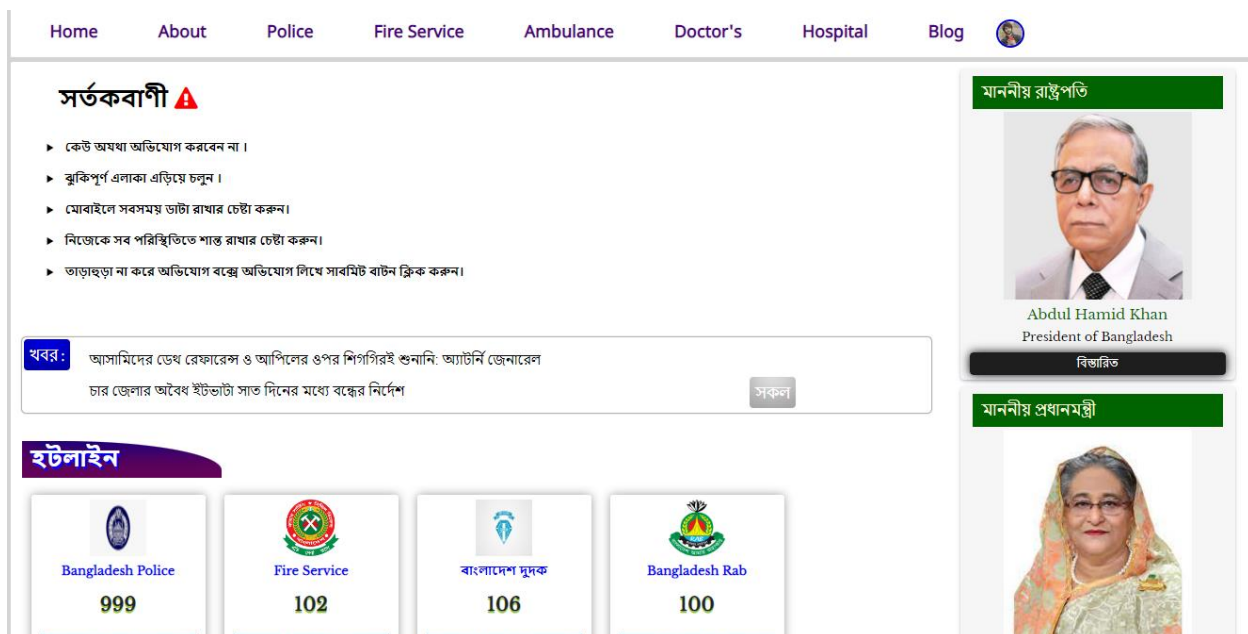 Home About Police Fire Service Ambulance Doctor's Hospital Blog
সর্তকবাণী
কেউ অযথা অভিযোগ করবেন না ।
ঝুকিপূর্ণ এলাকা এড়িয়ে চলুন ।
মোবাইলে সবসময় ডাটা রাখার চেষ্টা করুন।
নিজেকে সব পরিস্থিতিতে শান্ত রাখার চেষ্টা করুন।
তাড়াহুড়া না করে অভিযোগ বক্সে অভিযোগ লিখে সাবমিট বাটন ক্লিক করুন।
খবর :
আসামিদের ডেথ রেফারেন্স ও আপিলের ওপর শিগগিরই শুনানি: অ্যাটর্নি জেনারেল
চার জেলার অবৈধ ইটভাটা সাত দিনের মধ্যে বন্ধের নির্দেশ
সকল
হটলাইন
Bangladesh Police
999
Fire Service
102
বাংলাদেশ দুদক
106
Bangladesh Rab
100
মাননীয় রাষ্ট্রপতি
Abdul Hamid Khan
President of Bangladesh
বিস্তারিত
মাননীয় প্রধানমন্ত্রী